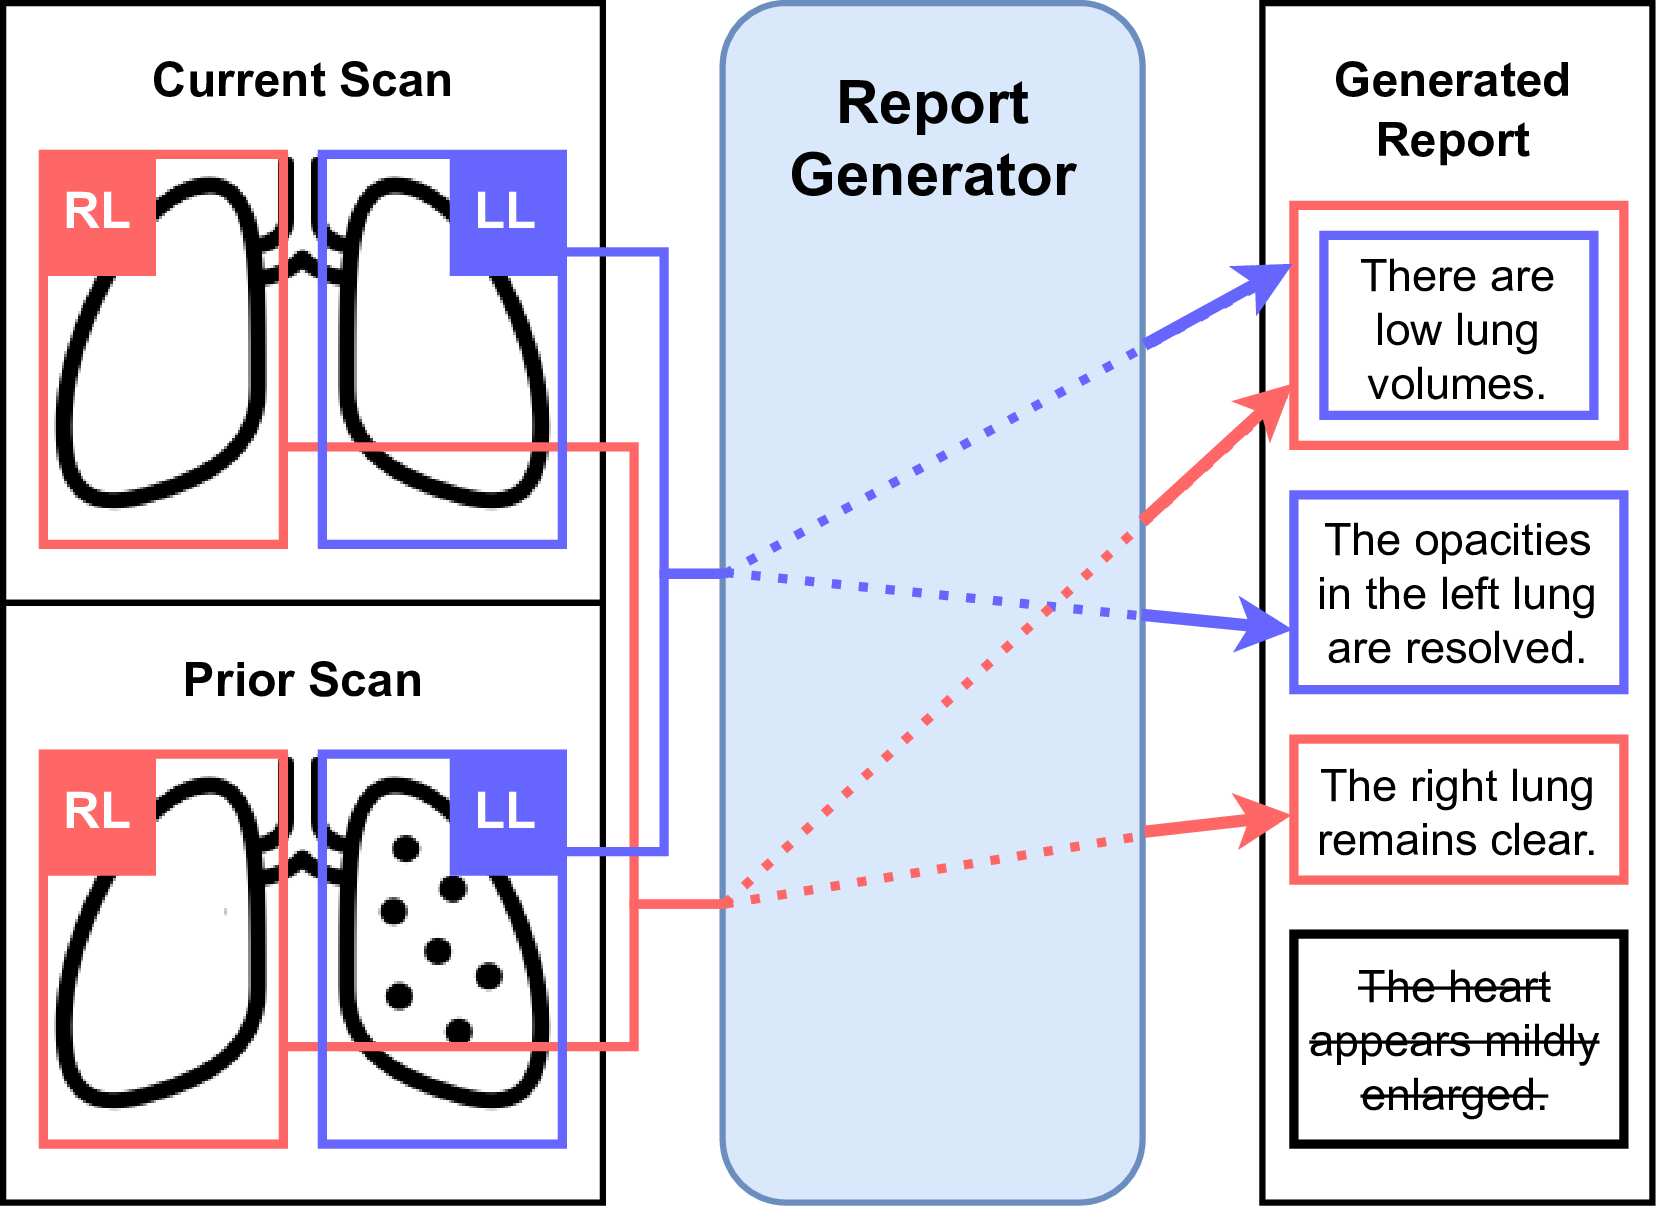 Current Scan
RL
LL
Prior Scan
RL
LL
Report
Generator
Generated
Report
There are
low lung
volumes.
The opacities
in the left lung
are resolved.
The right lung
remains clear.
The heart
appears mildly
enlarged.